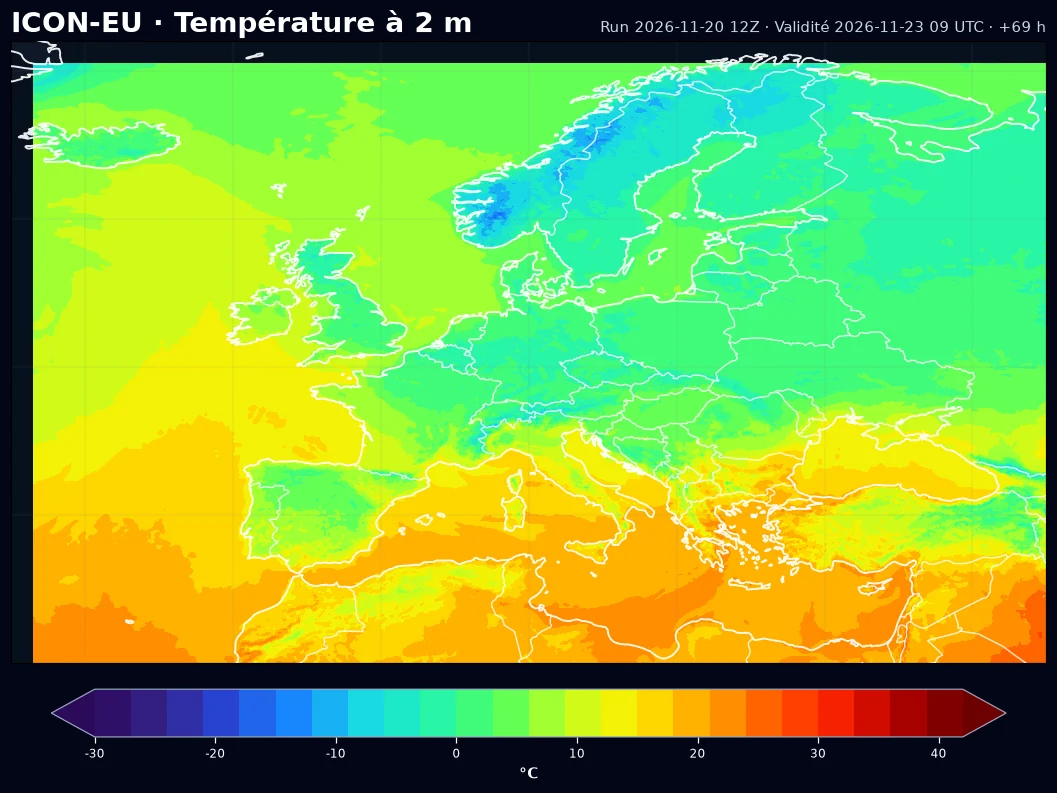 ICON-EU · Température à 2 m
Run 2026-11-20 12Z · Validité 2026-11-23 09 UTC · +69 h
-30 -20 -10 0 10 20 30 40
°C